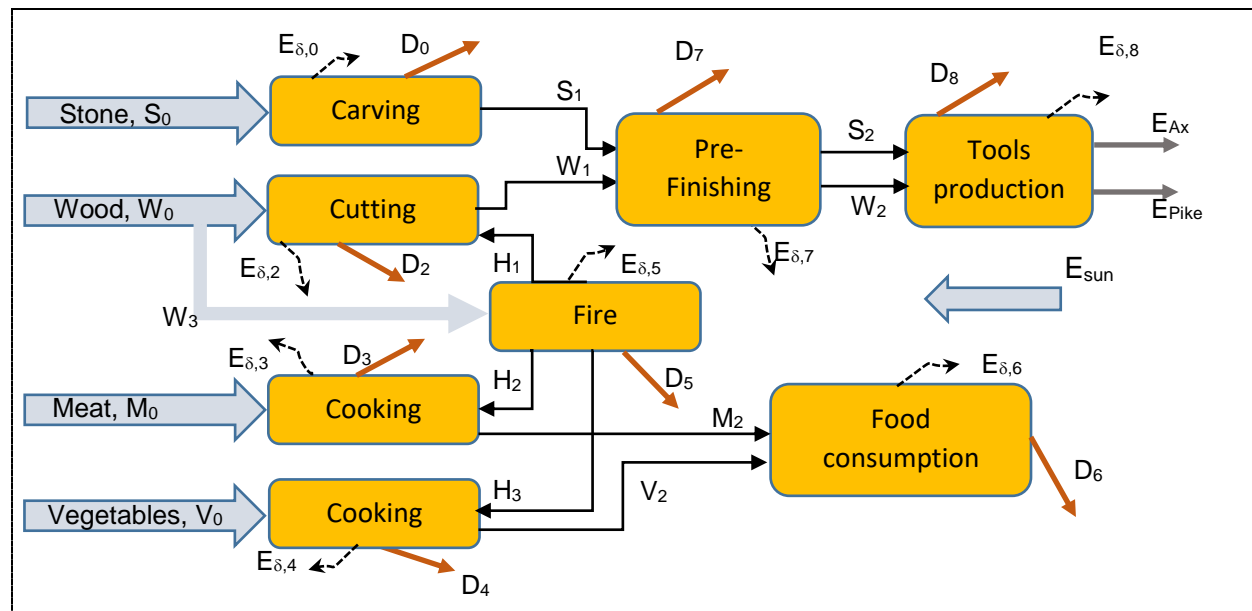 Eδ,0
D0
D7
D8
Eδ,8
Stone, S0
Carving
S1
Pre-
Finishing
S2
Tools
production
EAx
Wood, W0
Cutting
W1
W2
EPike
Eδ,2
D2
H1
Eδ,5
Eδ,7
Esun
W3
Fire
Eδ,3
D3
H2
D5
Eδ,6
Meat, M0
Cooking
M2
Food
consumption
D6
Vegetables, V0
Cooking
H3
V2
Eδ,4
D4